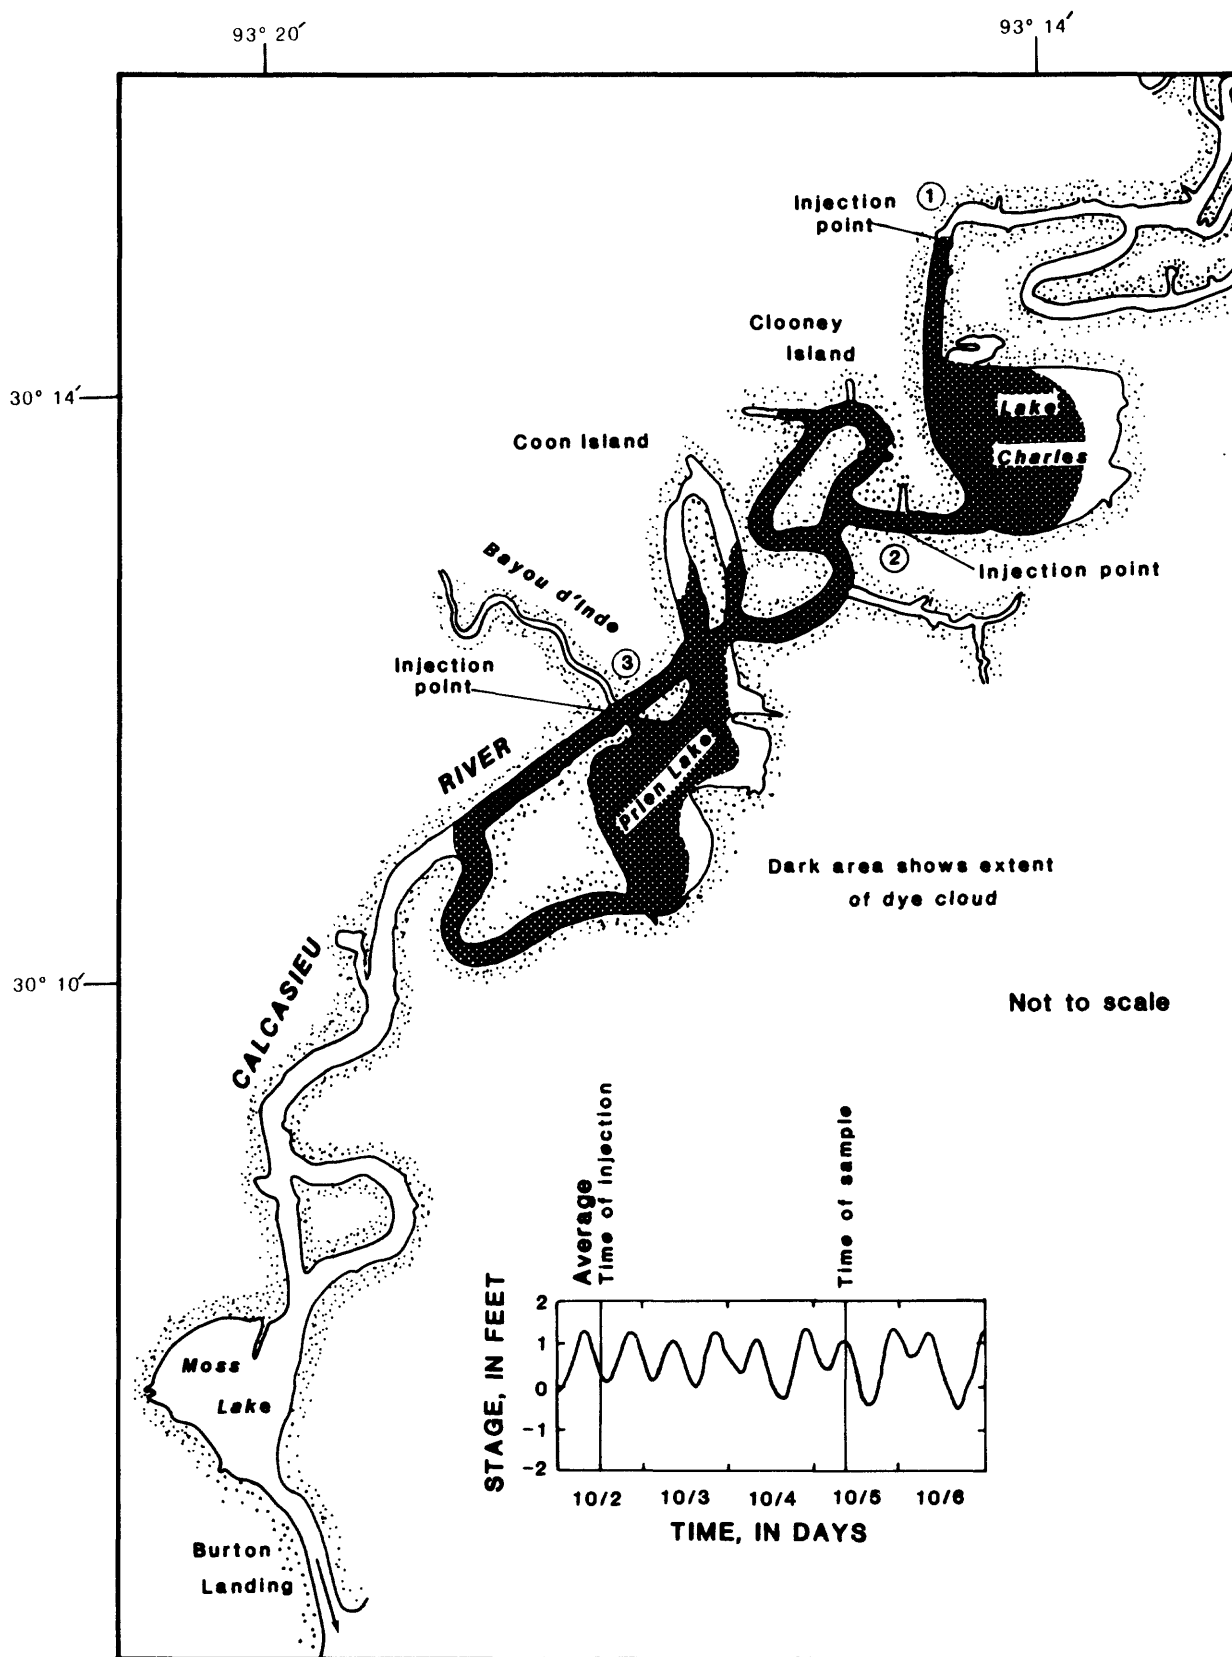 93° 20′
93° 14′
1
Injection
point
Clooney
Island
30° 14′
Lake
Charles
Coon Island
2
Injection point
Bayou d'Inde
3
Injection
point
RIVER
Prien Lake
Dark area shows extent
of dye cloud
CALCASIEU
30° 10′
Not to scale
Average
Time of Injection
Time of sample
STAGE, IN FEET
2
1
0
-1
-2
10/2 10/3 10/4 10/5 10/6
TIME, IN DAYS
Moss
Lake
Burton
Landing